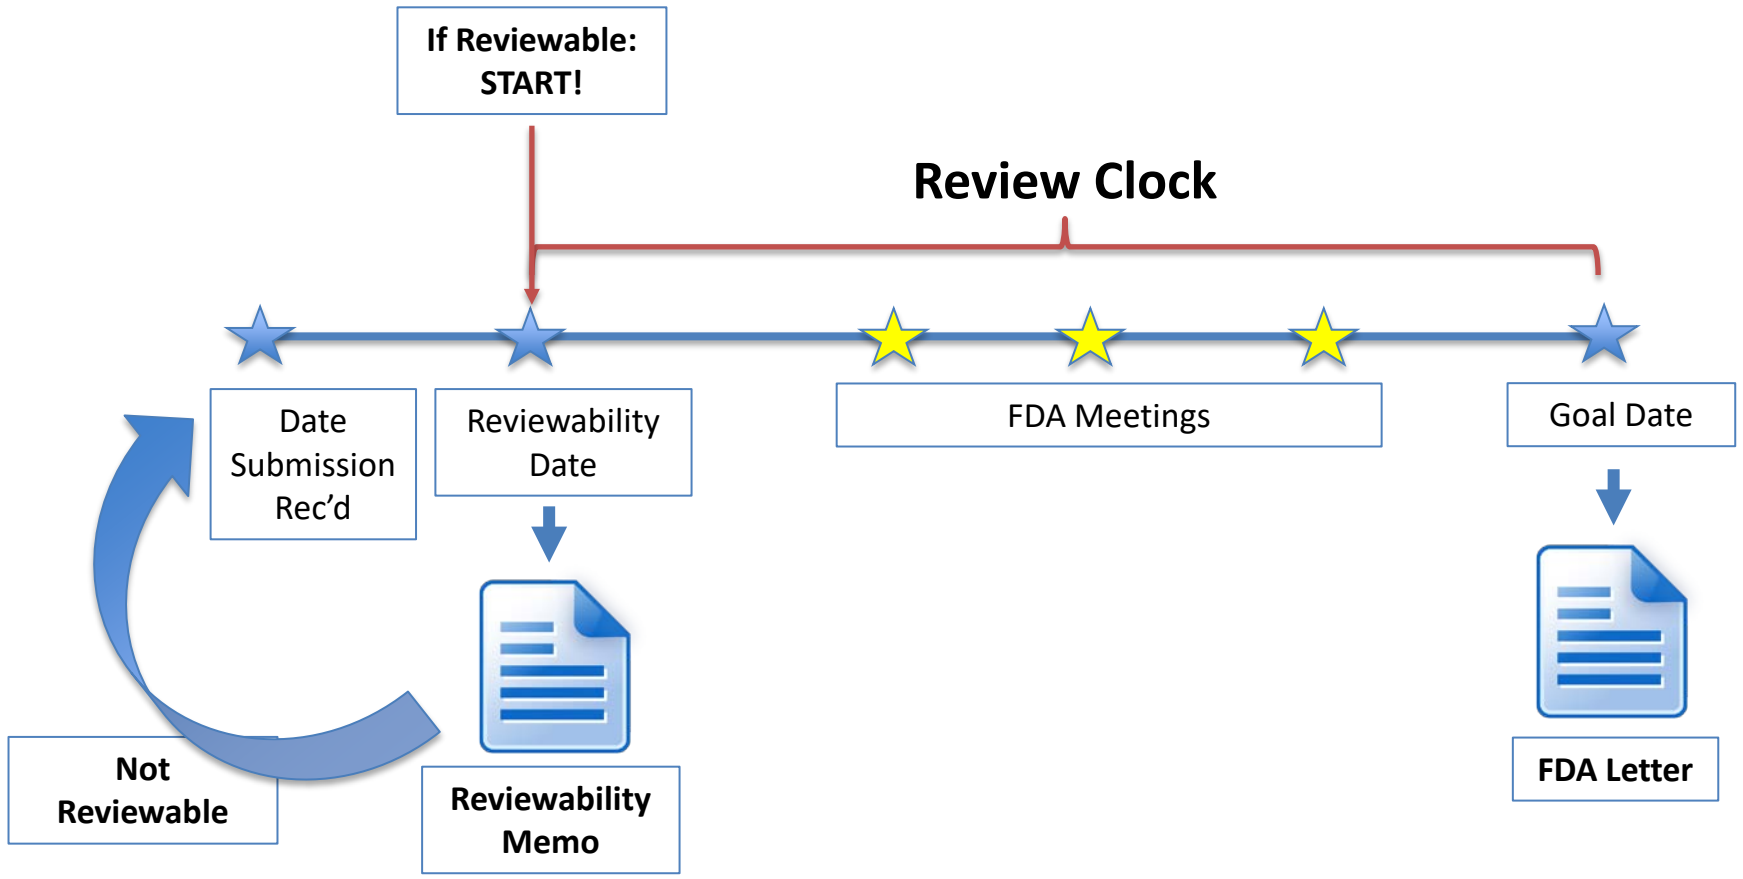 If Reviewable:
START!
Review Clock
Date
Submission
Rec’d
Reviewability
Date
FDA Meetings
Goal Date
Not
Reviewable
Reviewability
Memo
FDA Letter